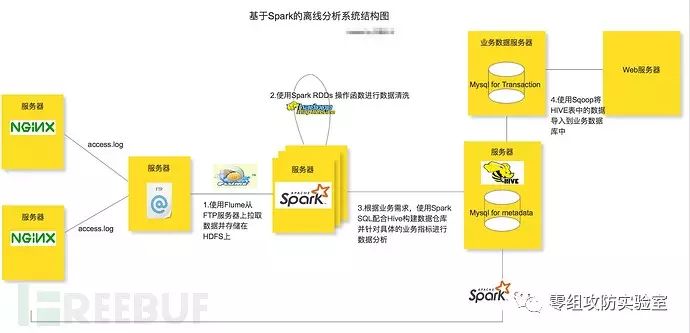 基于Spark的离线分析系统结构图
业务数据服务器
Mysql for Transaction
Web服务器
2.使用Spark RDDs 操作函数进行数据清洗
4.使用Sqoop将
HIVE表中的数据
导入到业务数据
库中
服务器
NGINX
access.log
服务器
FTP
1.使用Flume从
FTP服务器上拉取
数据并存储在
HDFS上
服务器
APACHE
Spark
3.根据业务需求，使用Spark
SQL配合Hive构建数据仓库
并针对具体的业务指标进行
数据分析
服务器
HIVE
Mysql for metadata
服务器
NGINX
access.log
APACHE
Spark
FREEBUF
零组攻防实验室
access.log